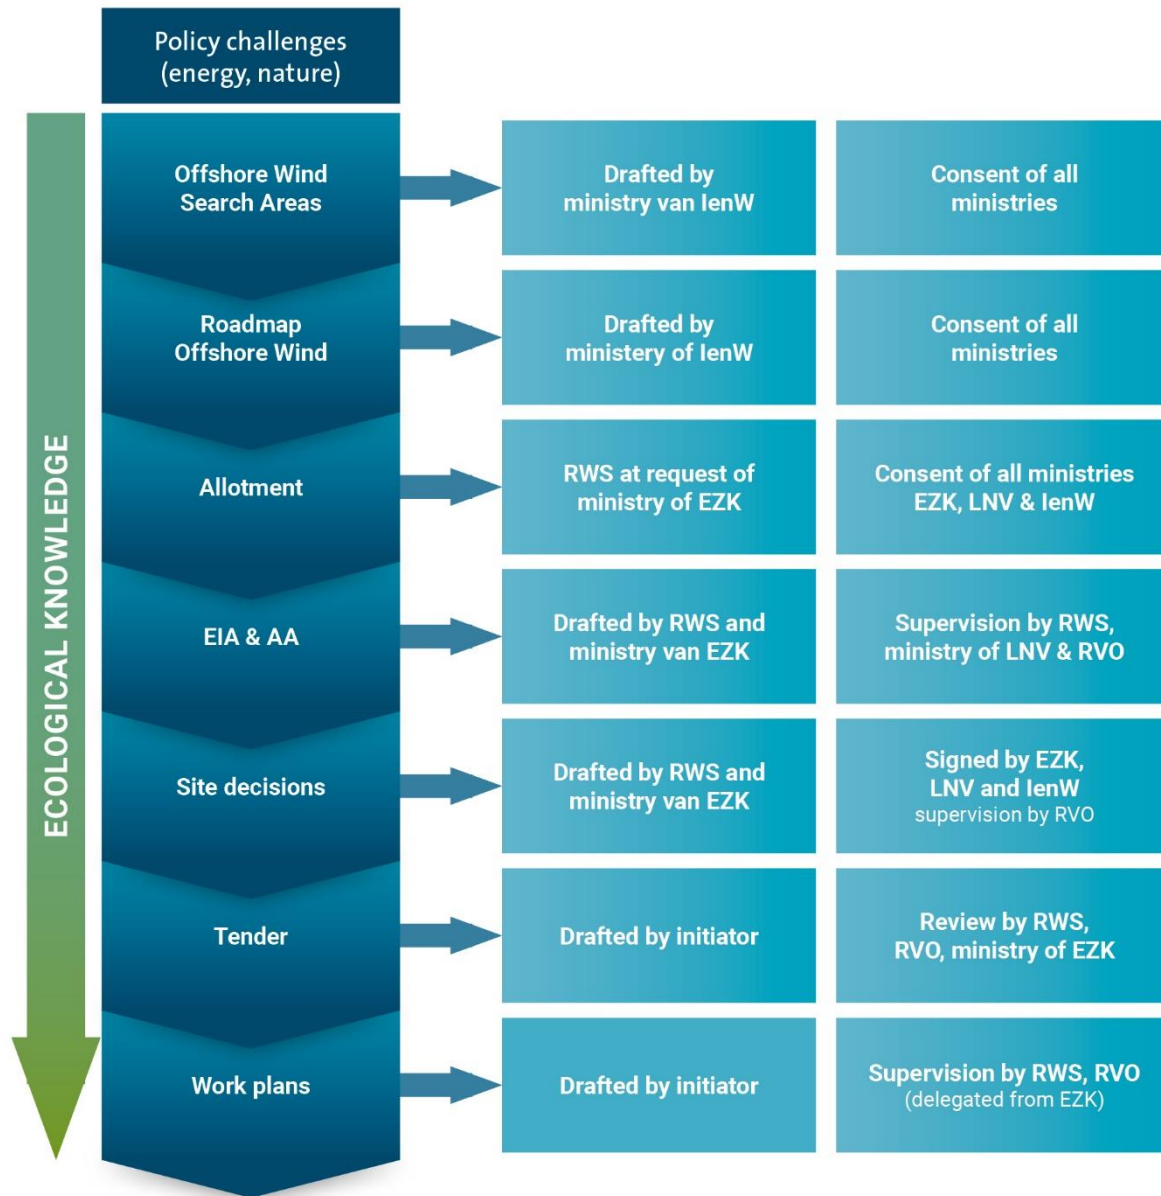 Policy challenges
(energy, nature)
ECOLOGICAL KNOWLEDGE
Offshore Wind
Search Areas
Drafted by
ministry van IenW
Consent of all
ministries
Roadmap
Offshore Wind
Drafted by
ministery of IenW
Consent of all
ministries
Allotment
RWS at request of
ministry of EZK
Consent of all ministries
EZK, LNV & IenW
EIA & AA
Drafted by RWS and
ministry van EZK
Supervision by RWS,
ministry of LNV & RVO
Site decisions
Drafted by RWS and
ministry van EZK
Signed by EZK,
LNV and IenW
supervision by RVO
Tender
Drafted by initiator
Review by RWS,
RVO, ministry of EZK
Work plans
Drafted by initiator
Supervision by RWS, RVO
(delegated from EZK)